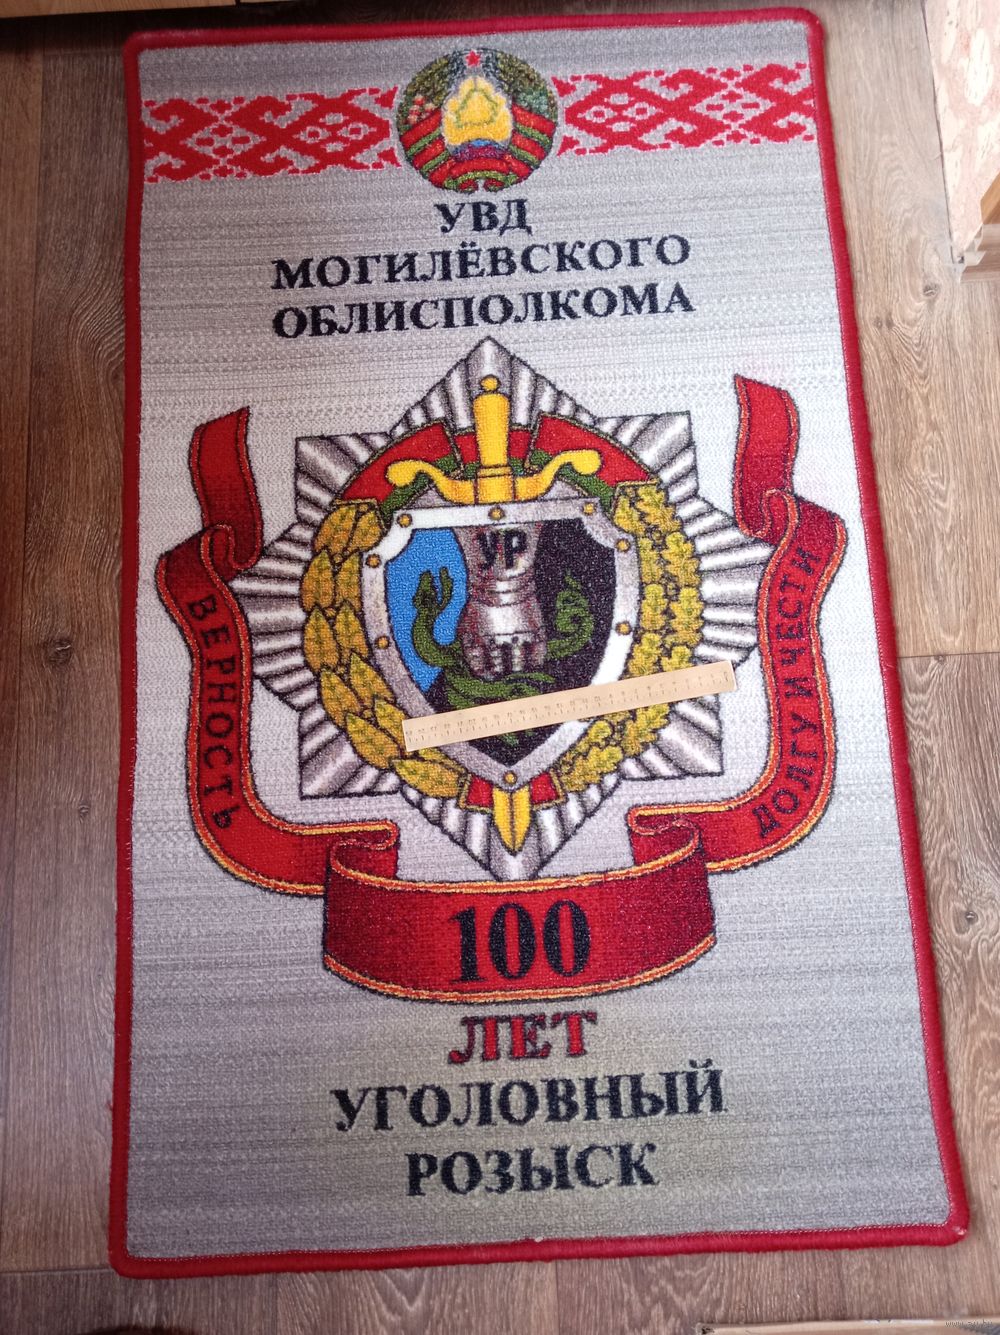 УВД
МОГИЛЁВСКОГО
ОБЛИСПОЛКОМА
УР
ВЕРНОСТЬ
ДОЛГУ И ЧЕСТИ
100
ЛЕТ
УГОЛОВНЫЙ
РОЗЫСК